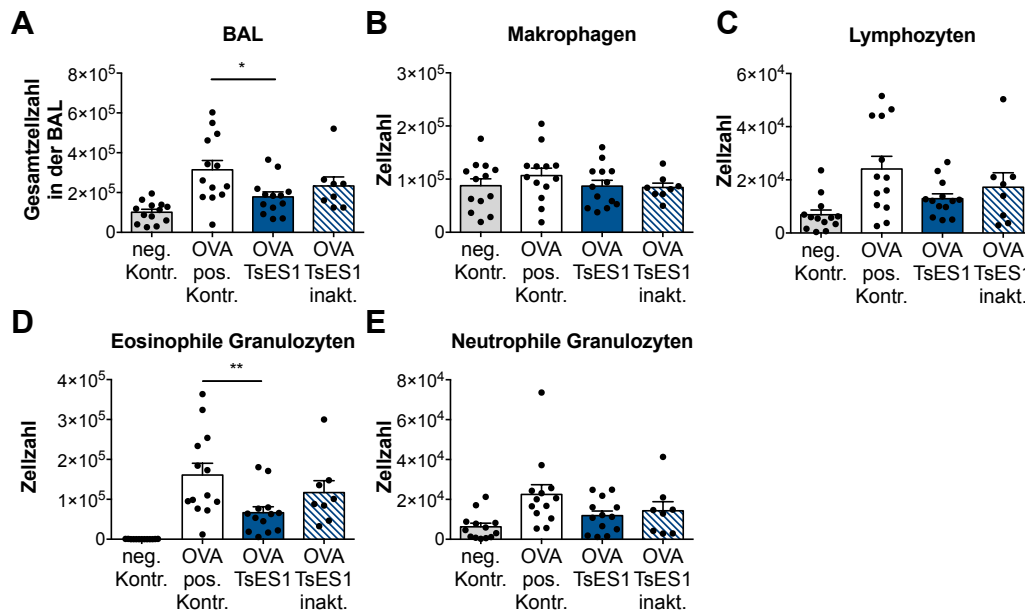 A
BAL
Gesamtzellzahl
in der BAL
8×10⁵
6×10⁵
4×10⁵
2×10⁵
0
*
neg.
Kontr.
OVA
pos.
Kontr.
OVA
TsES1
OVA
TsES1
inakt.
B
Makrophagen
Zellzahl
3×10⁵
2×10⁵
1×10⁵
0
neg.
Kontr.
OVA
pos.
Kontr.
OVA
TsES1
OVA
TsES1
inakt.
C
Lymphozyten
Zellzahl
6×10⁴
4×10⁴
2×10⁴
0
neg.
Kontr.
OVA
pos.
Kontr.
OVA
TsES1
OVA
TsES1
inakt.
D
Eosinophile Granulozyten
Zellzahl
4×10⁵
3×10⁵
2×10⁵
1×10⁵
0
**
neg.
Kontr.
OVA
pos.
Kontr.
OVA
TsES1
OVA
TsES1
inakt.
E
Neutrophile Granulozyten
Zellzahl
8×10⁴
6×10⁴
4×10⁴
2×10⁴
0
neg.
Kontr.
OVA
pos.
Kontr.
OVA
TsES1
OVA
TsES1
inakt.